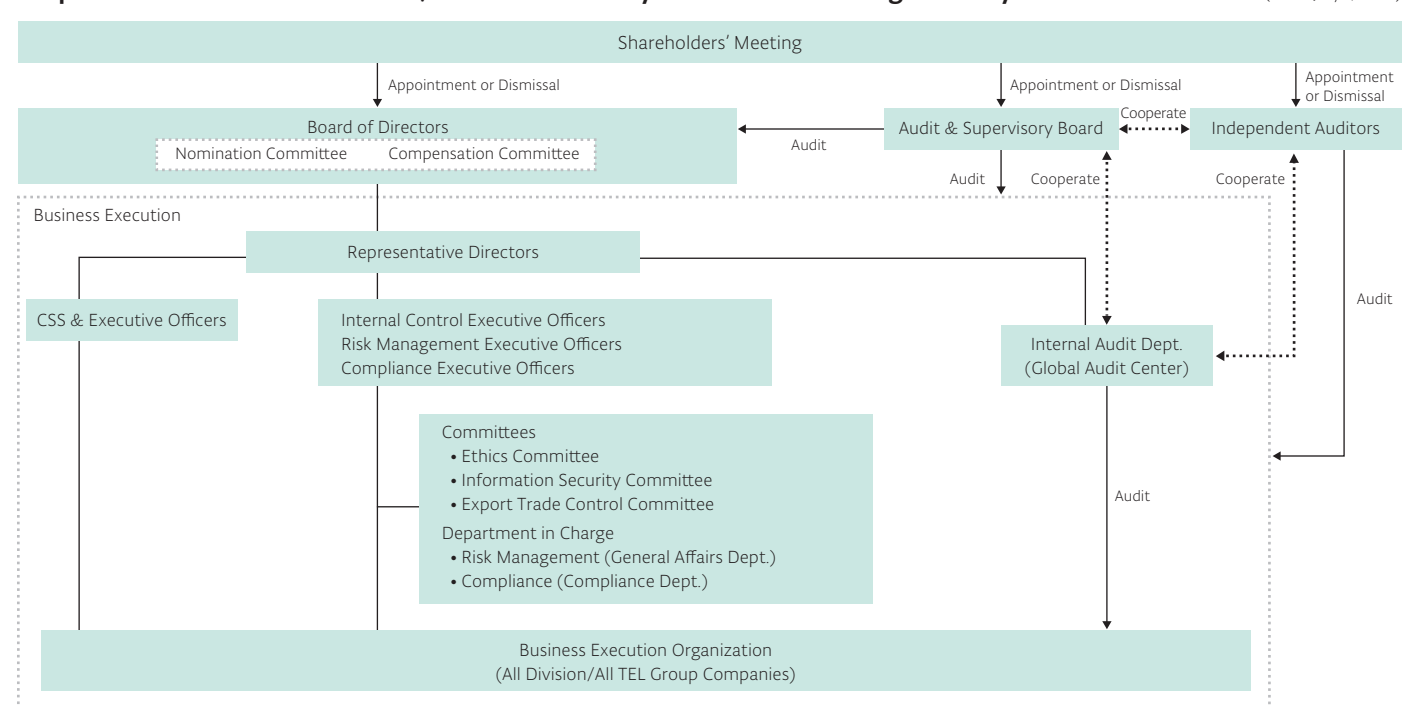 Shareholders’ Meeting
Appointment or Dismissal
Appointment or Dismissal
Appointment
or Dismissal
Board of Directors
Nomination Committee
Compensation Committee
Audit
Audit & Supervisory Board
Cooperate
Independent Auditors
Audit
Cooperate
Cooperate
Business Execution
Representative Directors
Audit
CSS & Executive Officers
Internal Control Executive Officers
Risk Management Executive Officers
Compliance Executive Officers
Internal Audit Dept.
(Global Audit Center)
Committees
• Ethics Committee
• Information Security Committee
• Export Trade Control Committee
Department in Charge
• Risk Management (General Affairs Dept.)
• Compliance (Compliance Dept.)
Audit
Business Execution Organization
(All Division/All TEL Group Companies)